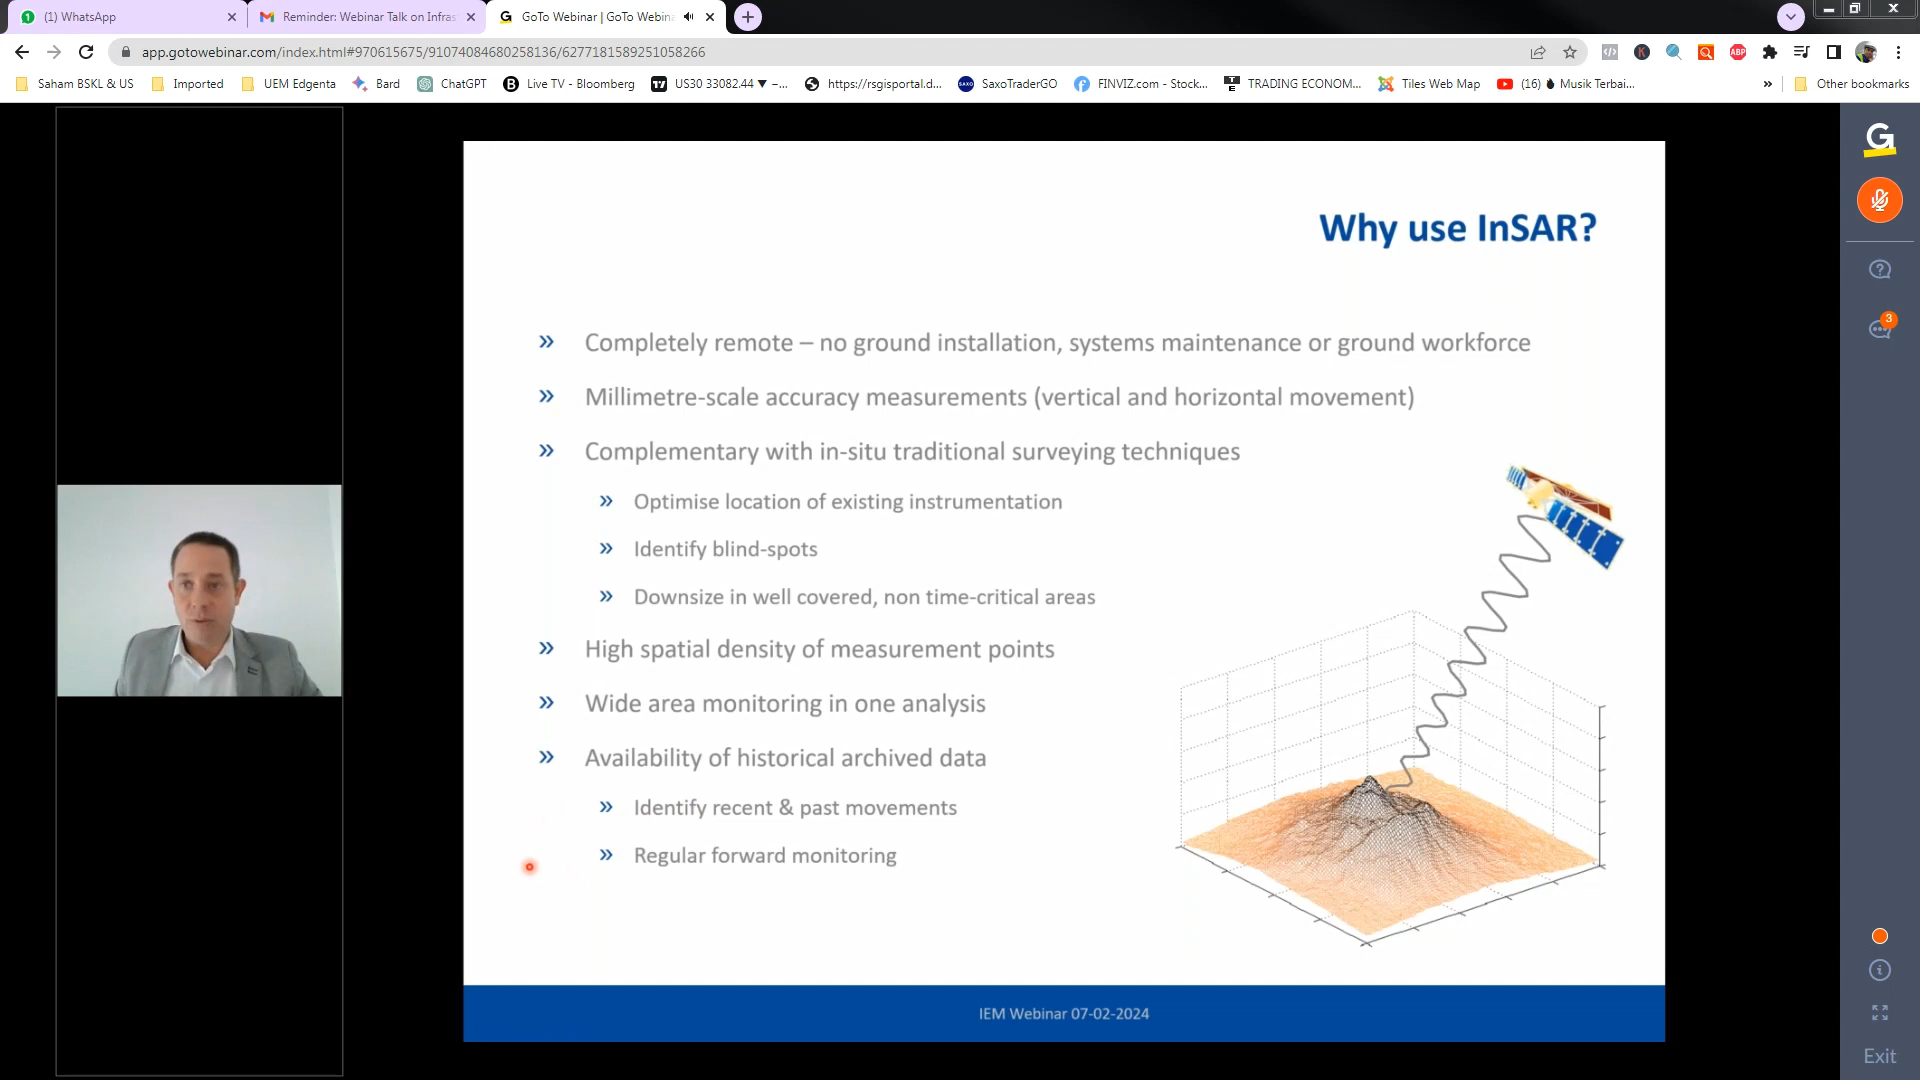 (1) WhatsApp
Reminder: Webinar Talk on Infras
GoTo Webinar | GoTo Webin
app.gotowebinar.com/index.html#970615675/91074084680258136/6277181589251058266
Saham BSKL & US
Imported
UEM Edgenta
Bard
ChatGPT
Live TV - Bloomberg
US30 33082.44 ▼ –...
https://rsgisportal.d...
SaxoTraderGO
FINVIZ.com - Stock...
TRADING ECONOM...
Tiles Web Map
(16) Musik Terbai...
»
Other bookmarks
Why use InSAR?
» Completely remote – no ground installation, systems maintenance or ground workforce
» Millimetre-scale accuracy measurements (vertical and horizontal movement)
» Complementary with in-situ traditional surveying techniques
» Optimise location of existing instrumentation
» Identify blind-spots
» Downsize in well covered, non time-critical areas
» High spatial density of measurement points
» Wide area monitoring in one analysis
» Availability of historical archived data
» Identify recent & past movements
» Regular forward monitoring
IEM Webinar 07-02-2024
G
3
Exit